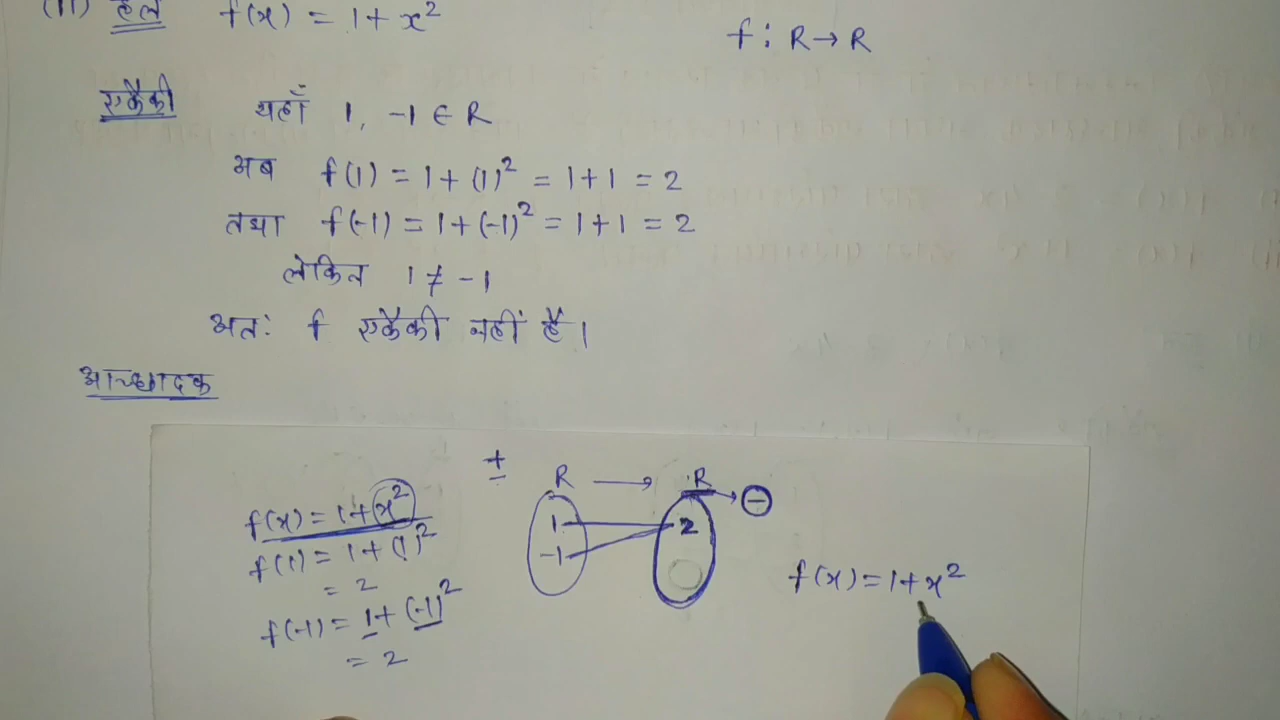 (ii) हल f(x) = 1 + x²
f : R → R
एकैकी यहाँ 1, -1 ∈ R
अब f(1) = 1 + (1)² = 1 + 1 = 2
तथा f(-1) = 1 + (-1)² = 1 + 1 = 2
लेकिन 1 ≠ -1
अतः f एकैकी नहीं है।
आच्छादक
f(x) = 1 + x²
f(1) = 1 + (1)²
= 2
f(-1) = 1 + (-1)²
= 2
+
R → R → −
1 2
-1
f(x) = 1 + x²